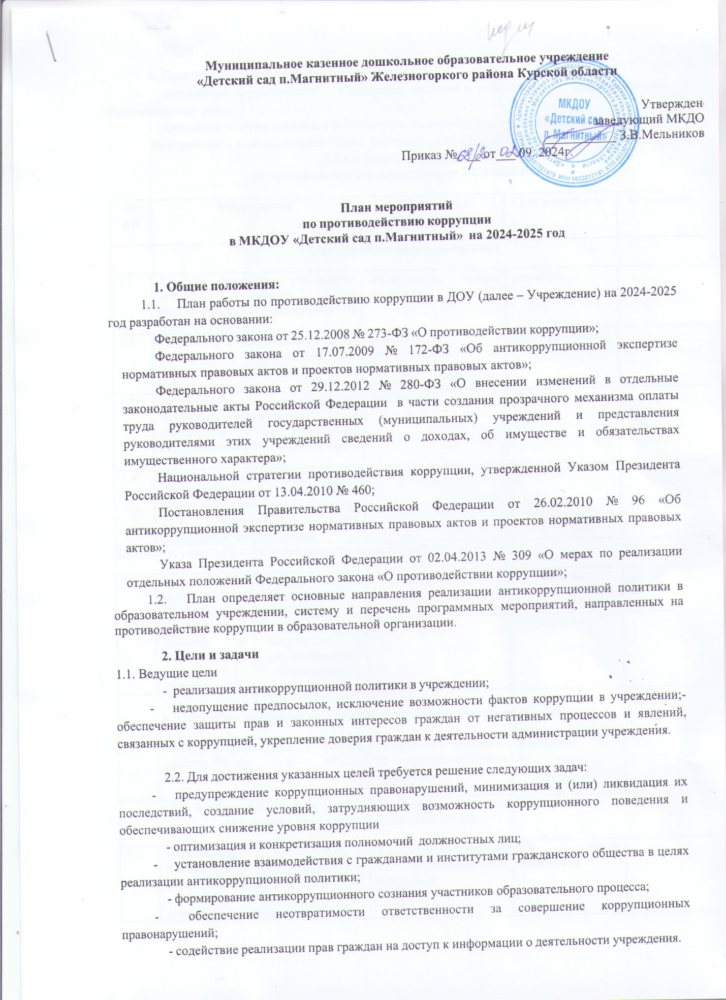 Муниципальное казенное дошкольное образовательное учреждение
«Детский сад п.Магнитный» Железногоркого района Курской области
Утвержден
заведующий МКДО
З.В.Мельников
Приказ № 68/2 от 02.09. 2024г.
МКДОУ
«Детский сад
п. Магнитный»
План мероприятий
по противодействию коррупции
в МКДОУ «Детский сад п.Магнитный» на 2024-2025 год
1. Общие положения:
1.1. План работы по противодействию коррупции в ДОУ (далее – Учреждение) на 2024-2025
год разработан на основании:
Федерального закона от 25.12.2008 № 273-ФЗ «О противодействии коррупции»;
Федерального закона от 17.07.2009 № 172-ФЗ «Об антикоррупционной экспертизе
нормативных правовых актов и проектов нормативных правовых актов»;
Федерального закона от 29.12.2012 № 280-ФЗ «О внесении изменений в отдельные
законодательные акты Российской Федерации в части создания прозрачного механизма оплаты
труда руководителей государственных (муниципальных) учреждений и представления
руководителями этих учреждений сведений о доходах, об имуществе и обязательствах
имущественного характера»;
Национальной стратегии противодействия коррупции, утвержденной Указом Президента
Российской Федерации от 13.04.2010 № 460;
Постановления Правительства Российской Федерации от 26.02.2010 № 96 «Об
антикоррупционной экспертизе нормативных правовых актов и проектов нормативных правовых
актов»;
Указа Президента Российской Федерации от 02.04.2013 № 309 «О мерах по реализации
отдельных положений Федерального закона «О противодействии коррупции»;
1.2. План определяет основные направления реализации антикоррупционной политики в
образовательном учреждении, систему и перечень программных мероприятий, направленных на
противодействие коррупции в образовательной организации.
2. Цели и задачи
1.1. Ведущие цели
- реализация антикоррупционной политики в учреждении;
- недопущение предпосылок, исключение возможности фактов коррупции в учреждении;-
обеспечение защиты прав и законных интересов граждан от негативных процессов и явлений,
связанных с коррупцией, укрепление доверия граждан к деятельности администрации учреждения.
2.2. Для достижения указанных целей требуется решение следующих задач:
- предупреждение коррупционных правонарушений, минимизация и (или) ликвидация их
последствий, создание условий, затрудняющих возможность коррупционного поведения и
обеспечивающих снижение уровня коррупции
- оптимизация и конкретизация полномочий должностных лиц;
- установление взаимодействия с гражданами и институтами гражданского общества в целях
реализации антикоррупционной политики;
- формирование антикоррупционного сознания участников образовательного процесса;
- обеспечение неотвратимости ответственности за совершение коррупционных
правонарушений;
- содействие реализации прав граждан на доступ к информации о деятельности учреждения.